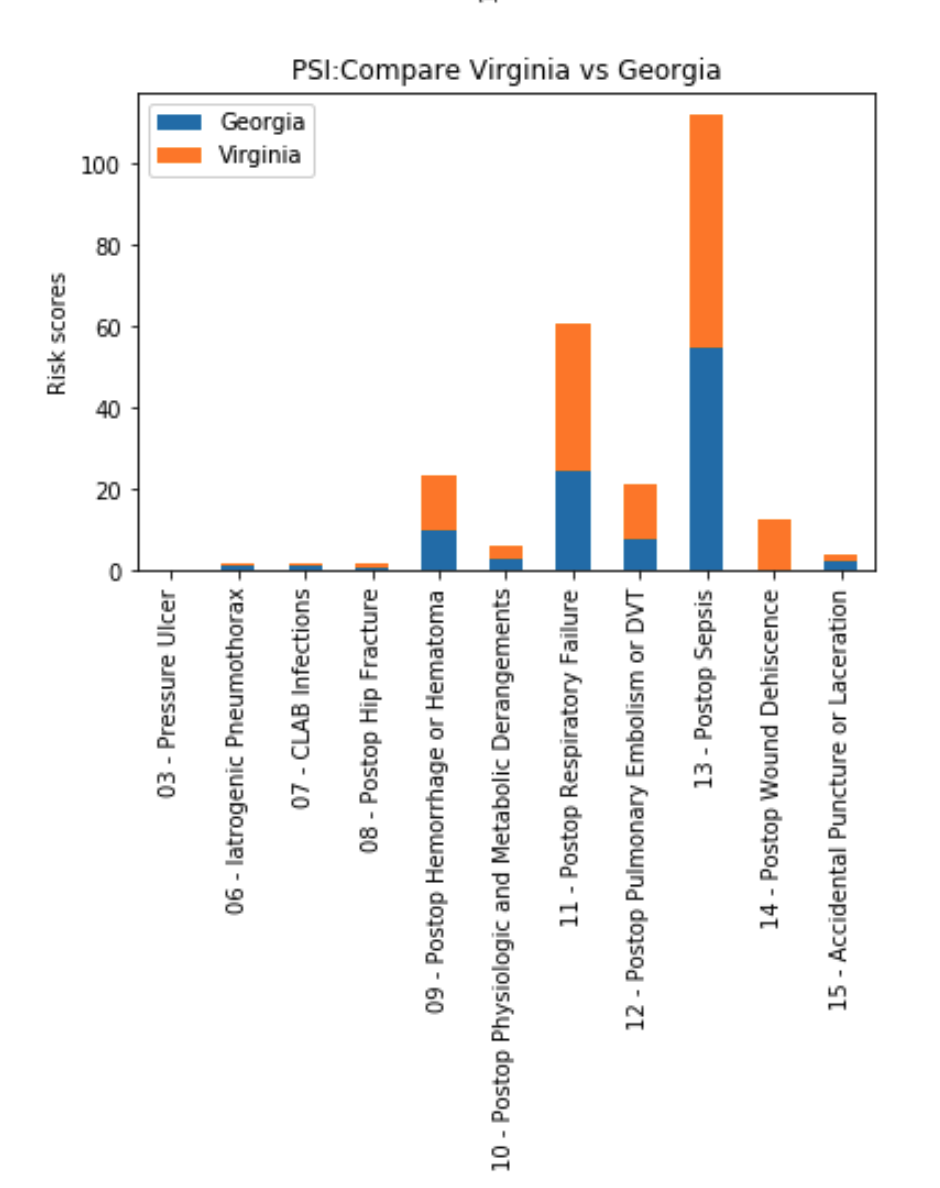 PSI:Compare Virginia vs Georgia
Georgia
Virginia
100
80
60
40
20
0
Risk scores
03 - Pressure Ulcer
06 - Iatrogenic Pneumothorax
07 - CLAB Infections
08 - Postop Hip Fracture
09 - Postop Hemorrhage or Hematoma
10 - Postop Physiologic and Metabolic Derangements
11 - Postop Respiratory Failure
12 - Postop Pulmonary Embolism or DVT
13 - Postop Sepsis
14 - Postop Wound Dehiscence
15 - Accidental Puncture or Laceration